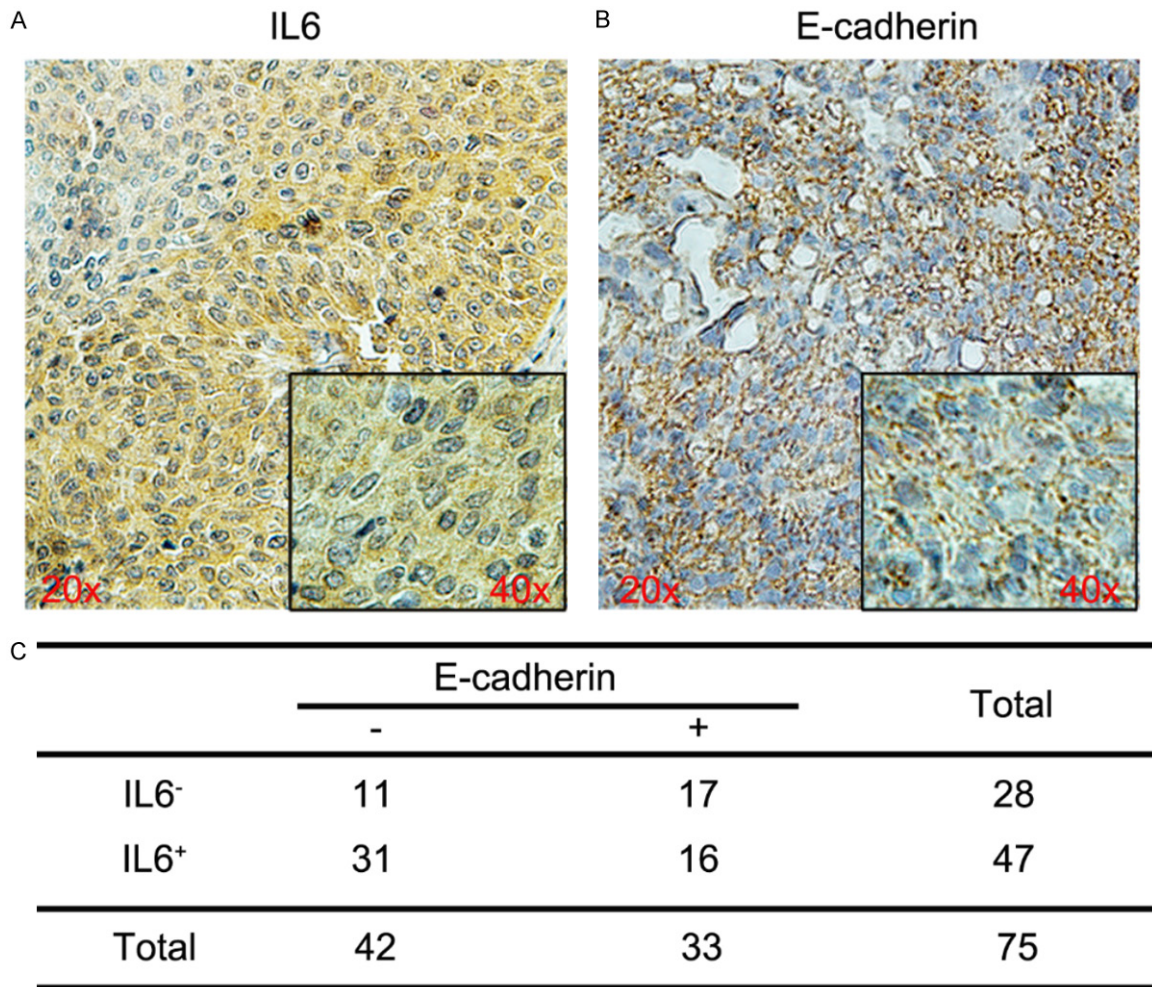 A
IL6
B
E-cadherin
20x
40x
20x
40x
C
E-cadherin
Total
-
+
IL6-
11
17
28
IL6+
31
16
47
Total
42
33
75